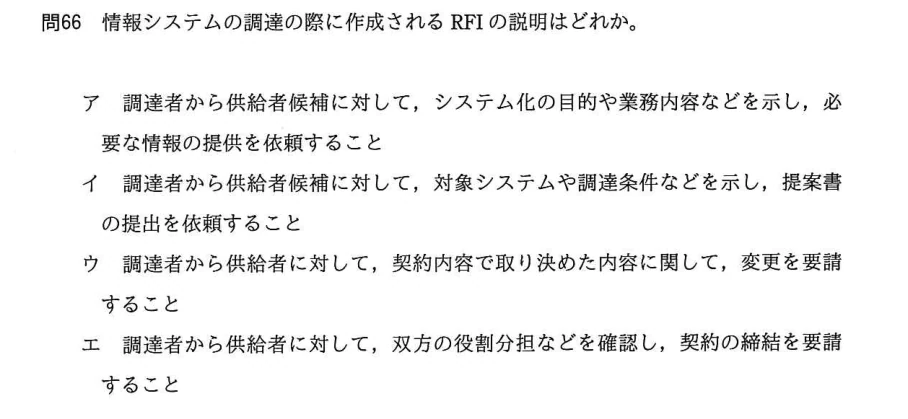 問66 情報システムの調達の際に作成される RFI の説明はどれか。
ア 調達者から供給者候補に対して，システム化の目的や業務内容などを示し，必
要な情報の提供を依頼すること
イ 調達者から供給者候補に対して，対象システムや調達条件などを示し，提案書
の提出を依頼すること
ウ 調達者から供給者に対して，契約内容で取り決めた内容に関して，変更を要請
すること
エ 調達者から供給者に対して，双方の役割分担などを確認し，契約の締結を要請
すること